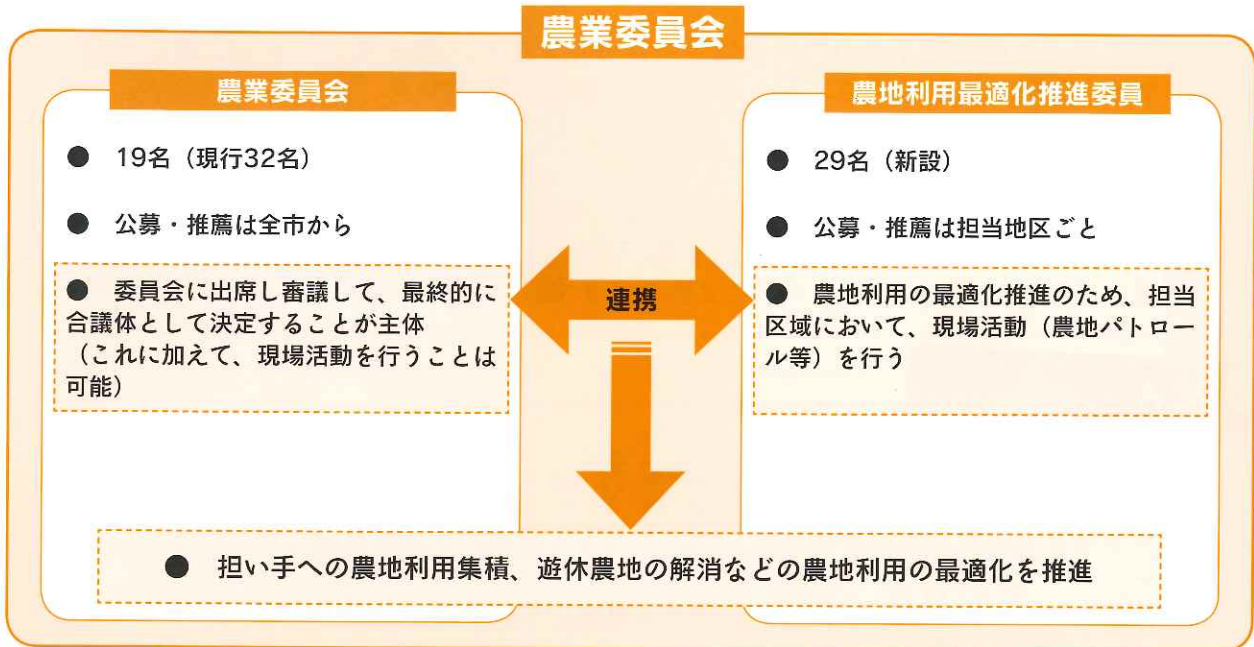 農業委員会
農業委員会
● 19名（現行32名）
● 公募・推薦は全市から
● 委員会に出席し審議して、最終的に
合議体として決定することが主体
（これに加えて、現場活動を行うことは
可能）
連携
農地利用最適化推進委員
● 29名（新設）
● 公募・推薦は担当地区ごと
● 農地利用の最適化推進のため、担当
区域において、現場活動（農地パトロー
ル等）を行う
● 担い手への農地利用集積、遊休農地の解消などの農地利用の最適化を推進